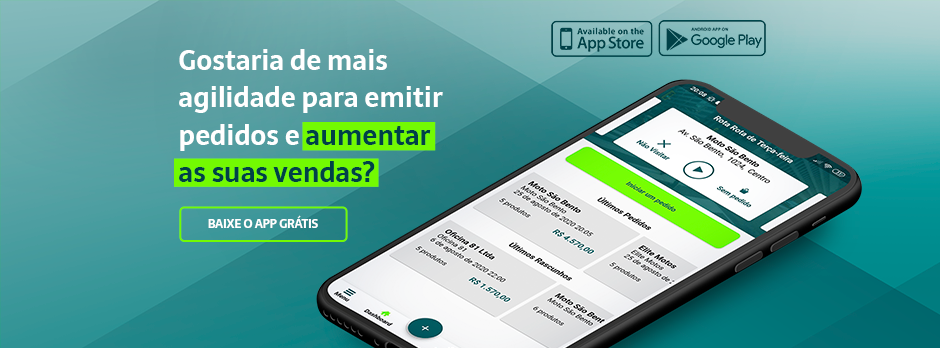 Gostaria de mais
agilidade para emitir
pedidos e aumentar
as suas vendas?
BAIXE O APP GRÁTIS
Available on the
App Store
ANDROID APP ON
Google Play
20:08
Rota Rota de Terça-feira
Moto São Bento
Av. São Bento, 1024, Centro
Não Visitar
Sem pedido
Iniciar um pedido
Últimos Pedidos
Moto São Bento
Moto São Bento
25 de agosto de 2020 20:05
5 produtos
R$ 4.570,00
Elite Motos
Elite Motos
25 de agosto de
5 produtos
Últimos Rascunhos
Oficina 81 Ltda
Oficina 81
6 de agosto de 2020 22:00
5 produtos
R$ 1.570,00
Moto São Bent
Moto São Bento
6 produtos
Menu
Dashboard
+